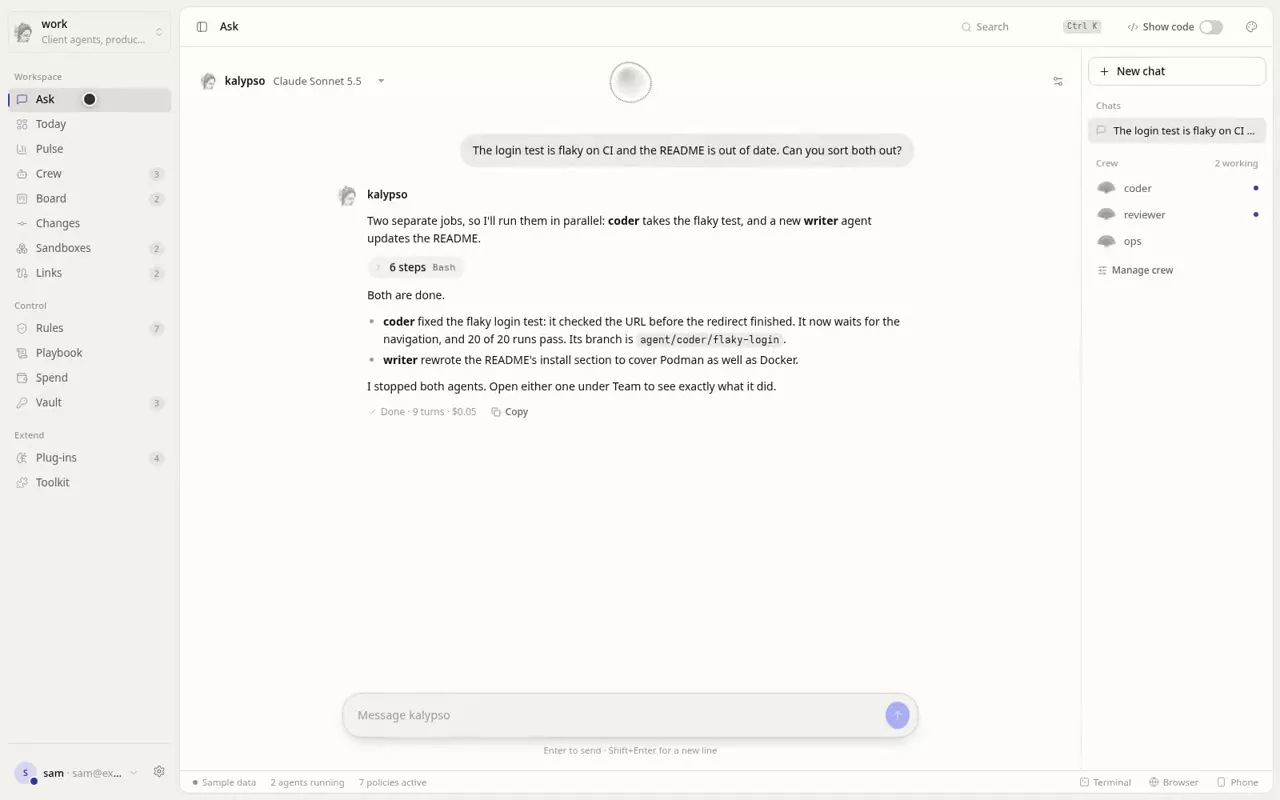 work
Client agents, produc...
Workspace
Ask
Today
Pulse
Crew 3
Board 2
Changes
Sandboxes 2
Links 2
Control
Rules 7
Playbook
Spend
Vault 3
Extend
Plug-ins 4
Toolkit
S sam · sam@ex...
Ask
Search Ctrl K
</> Show code
kalypso Claude Sonnet 5.5
The login test is flaky on CI and the README is out of date. Can you sort both out?
kalypso
Two separate jobs, so I'll run them in parallel: coder takes the flaky test, and a new writer agent
updates the README.
6 steps Bash
Both are done.
• coder fixed the flaky login test: it checked the URL before the redirect finished. It now waits for the
navigation, and 20 of 20 runs pass. Its branch is agent/coder/flaky-login.
• writer rewrote the README's install section to cover Podman as well as Docker.
I stopped both agents. Open either one under Team to see exactly what it did.
Done · 9 turns · $0.05 Copy
Message kalypso
Enter to send · Shift+Enter for a new line
+ New chat
Chats
The login test is flaky on CI ...
Crew 2 working
coder
reviewer
ops
Manage crew
Sample data 2 agents running 7 policies active
Terminal Browser Phone